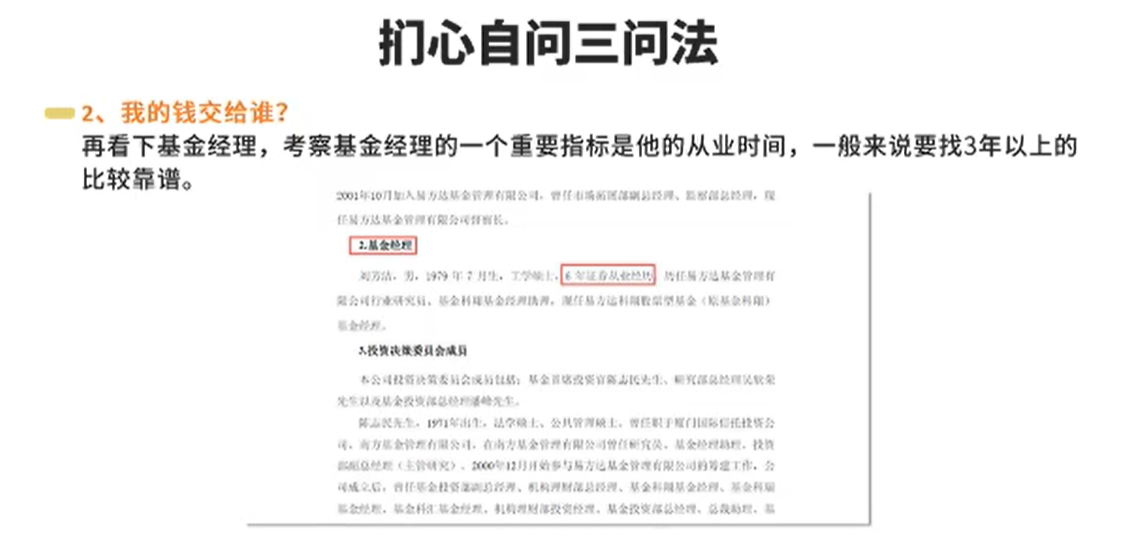 扪心自问三问法
2、我的钱交给谁？
再看下基金经理，考察基金经理的一个重要指标是他的从业时间，一般来说要找3年以上的
比较靠谱。
2001年10月加入易方达基金管理有限公司，曾任市场拓展部副总经理、监察部总经理，现
任易方达基金管理有限公司督察长。
2.基金经理
刘芳洁，男，1979 年 7 月生，工学硕士，6 年证券从业经历 历任易方达基金管理有
限公司行业研究员、基金科翔基金经理助理，现任易方达科翔股票型基金（原基金科翔）
基金经理。
3.投资决策委员会成员
本公司投资决策委员会成员包括：基金首席投资官陈志民先生、研究部总经理吴欣荣
先生以及基金投资部总经理潘峰先生。
陈志民先生，1971年出生，法学硕士、公共管理硕士，曾任职于厦门国际信托投资公
司，南方基金管理有限公司，在南方基金管理有限公司曾任研究员、基金经理助理、投资
部副总经理（主管研究）。2000年12月开始参与易方达基金管理有限公司的筹建工作，公
司成立后，曾任基金投资部副总经理、机构理财部总经理、基金科翔基金经理、基金科瑞
基金经理、基金科汇基金经理、机构理财部投资经理、基金投资部总经理、总裁助理，基